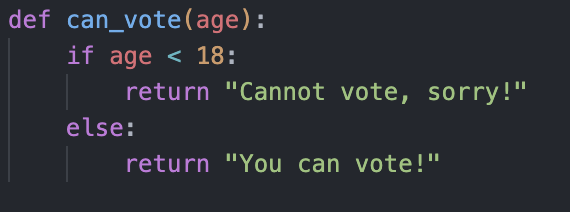 def can_vote(age):
    if age < 18:
        return "Cannot vote, sorry!"
    else:
        return "You can vote!"